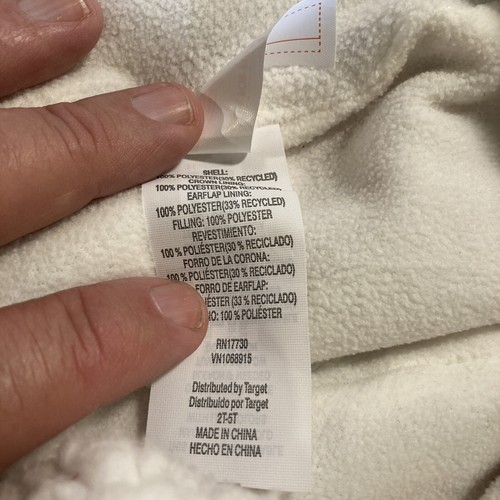 SHELL:
100% POLYESTER(30% RECYCLED)
CROWN LINING:
100% POLYESTER(30% RECYCLED)
EARFLAP LINING:
100% POLYESTER(33% RECYCLED)
FILLING: 100% POLYESTER
REVESTIMIENTO:
100 % POLIÉSTER(30 % RECICLADO)
FORRO DE LA CORONA:
100 % POLIÉSTER(30 % RECICLADO)
FORRO DE EARFLAP:
(33 % RECICLADO)
100 % POLIÉSTER
RN17730
VN1068915
Distributed by Target
Distribuido por Target
2T-5T
MADE IN CHINA
HECHO EN CHINA